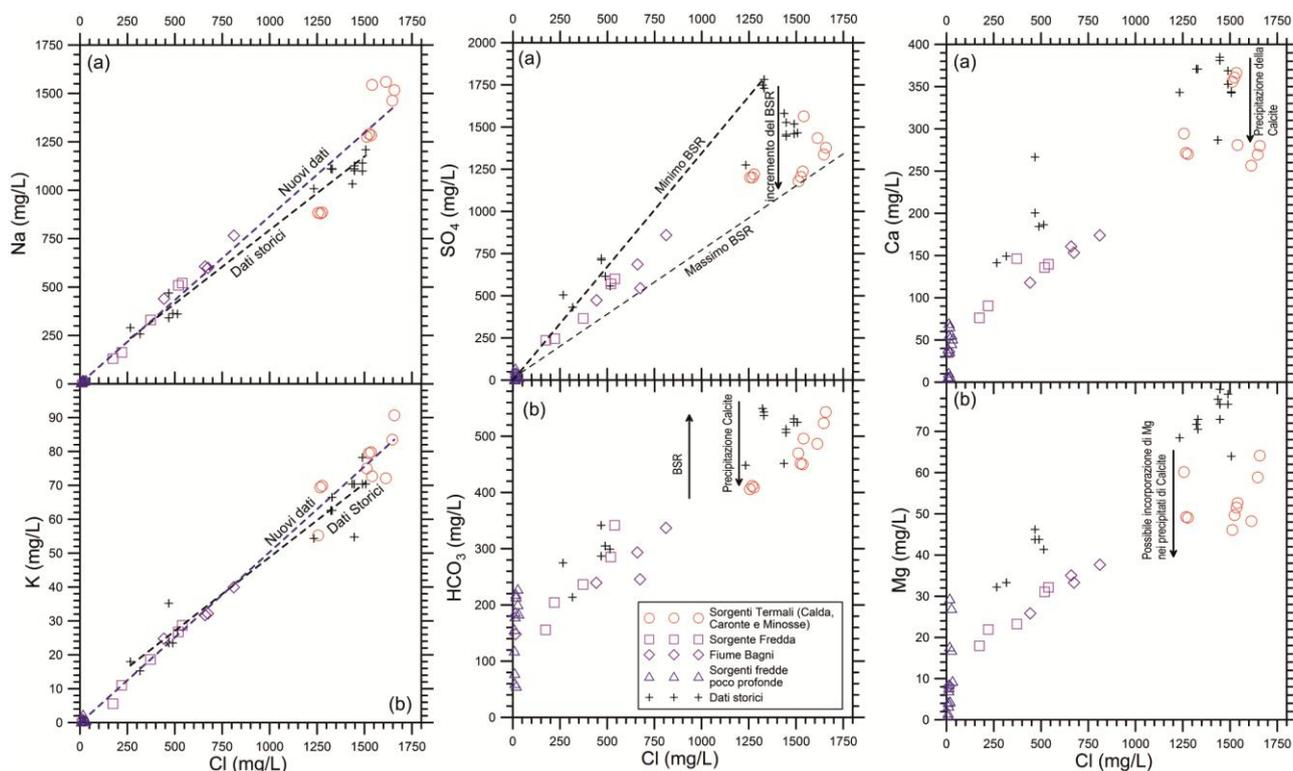 0 250 500 750 1000 1250 1500 1750
0 250 500 750 1000 1250 1500 1750
0 250 500 750 1000 1250 1500 1750
1750
1500
1250
1000
750
500
250
0
Na (mg/L)
(a)
Nuovi dati
Dati storici
2000
1750
1500
1250
1000
750
500
250
0
SO4 (mg/L)
(a)
Minimo BSR
incremento del BSR
Massimo BSR
400
350
300
250
200
150
100
50
0
Ca (mg/L)
(a)
Precipitazione della
Calcite
90
80
70
60
50
40
30
20
10
0
K (mg/L)
Nuovi dati
Dati Storici
(b)
0 250 500 750 1000 1250 1500 1750
Cl (mg/L)
500
400
300
200
100
0
HCO3 (mg/L)
(b)
BSR
Precipitazione Calcite
Sorgenti Termali (Calda,
Caronte e Minosse)
Sorgente Fredda
Fiume Bagni
Sorgenti fredde
poco profonde
Dati storici
0 250 500 750 1000 1250 1500 1750
Cl (mg/L)
80
70
60
50
40
30
20
10
0
Mg (mg/L)
(b)
Possibile incorporazione di Mg
nei precipitati di Calcite
0 250 500 750 1000 1250 1500 1750
Cl (mg/L)